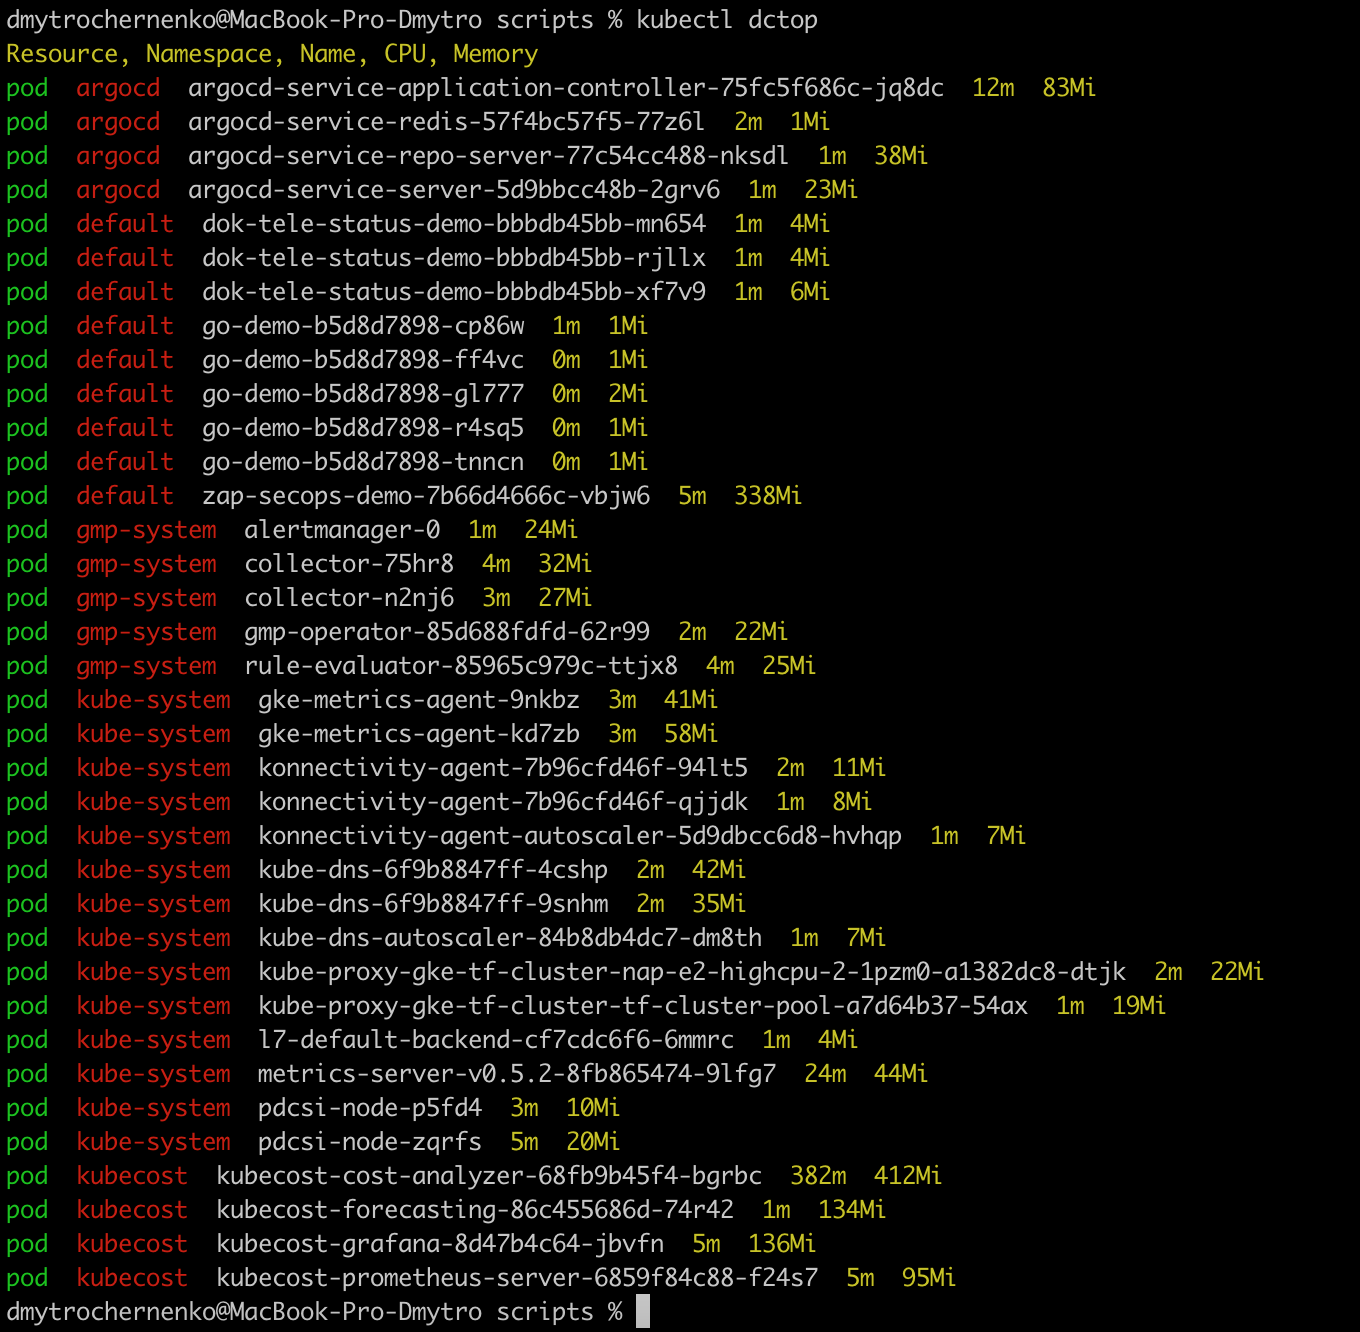 dmytrochernenko@MacBook-Pro-Dmytro scripts % kubectl dctop
Resource, Namespace, Name, CPU, Memory
pod  argocd  argocd-service-application-controller-75fc5f686c-jq8dc  12m  83Mi
pod  argocd  argocd-service-redis-57f4bc57f5-77z6l  2m  1Mi
pod  argocd  argocd-service-repo-server-77c54cc488-nksdl  1m  38Mi
pod  argocd  argocd-service-server-5d9bbcc48b-2grv6  1m  23Mi
pod  default  dok-tele-status-demo-bbbdb45bb-mn654  1m  4Mi
pod  default  dok-tele-status-demo-bbbdb45bb-rjllx  1m  4Mi
pod  default  dok-tele-status-demo-bbbdb45bb-xf7v9  1m  6Mi
pod  default  go-demo-b5d8d7898-cp86w  1m  1Mi
pod  default  go-demo-b5d8d7898-ff4vc  0m  1Mi
pod  default  go-demo-b5d8d7898-gl777  0m  2Mi
pod  default  go-demo-b5d8d7898-r4sq5  0m  1Mi
pod  default  go-demo-b5d8d7898-tnncn  0m  1Mi
pod  default  zap-secops-demo-7b66d4666c-vbjw6  5m  338Mi
pod  gmp-system  alertmanager-0  1m  24Mi
pod  gmp-system  collector-75hr8  4m  32Mi
pod  gmp-system  collector-n2nj6  3m  27Mi
pod  gmp-system  gmp-operator-85d688fdfd-62r99  2m  22Mi
pod  gmp-system  rule-evaluator-85965c979c-ttjx8  4m  25Mi
pod  kube-system  gke-metrics-agent-9nkbz  3m  41Mi
pod  kube-system  gke-metrics-agent-kd7zb  3m  58Mi
pod  kube-system  konnectivity-agent-7b96cfd46f-94lt5  2m  11Mi
pod  kube-system  konnectivity-agent-7b96cfd46f-qjjdk  1m  8Mi
pod  kube-system  konnectivity-agent-autoscaler-5d9dbcc6d8-hvhqp  1m  7Mi
pod  kube-system  kube-dns-6f9b8847ff-4cshp  2m  42Mi
pod  kube-system  kube-dns-6f9b8847ff-9snhm  2m  35Mi
pod  kube-system  kube-dns-autoscaler-84b8db4dc7-dm8th  1m  7Mi
pod  kube-system  kube-proxy-gke-tf-cluster-nap-e2-highcpu-2-1pzm0-a1382dc8-dtjk  2m  22Mi
pod  kube-system  kube-proxy-gke-tf-cluster-tf-cluster-pool-a7d64b37-54ax  1m  19Mi
pod  kube-system  l7-default-backend-cf7cdc6f6-6mmrc  1m  4Mi
pod  kube-system  metrics-server-v0.5.2-8fb865474-9lfg7  24m  44Mi
pod  kube-system  pdcsi-node-p5fd4  3m  10Mi
pod  kube-system  pdcsi-node-zqrfs  5m  20Mi
pod  kubecost  kubecost-cost-analyzer-68fb9b45f4-bgrbc  382m  412Mi
pod  kubecost  kubecost-forecasting-86c455686d-74r42  1m  134Mi
pod  kubecost  kubecost-grafana-8d47b4c64-jbvfn  5m  136Mi
pod  kubecost  kubecost-prometheus-server-6859f84c88-f24s7  5m  95Mi
dmytrochernenko@MacBook-Pro-Dmytro scripts %